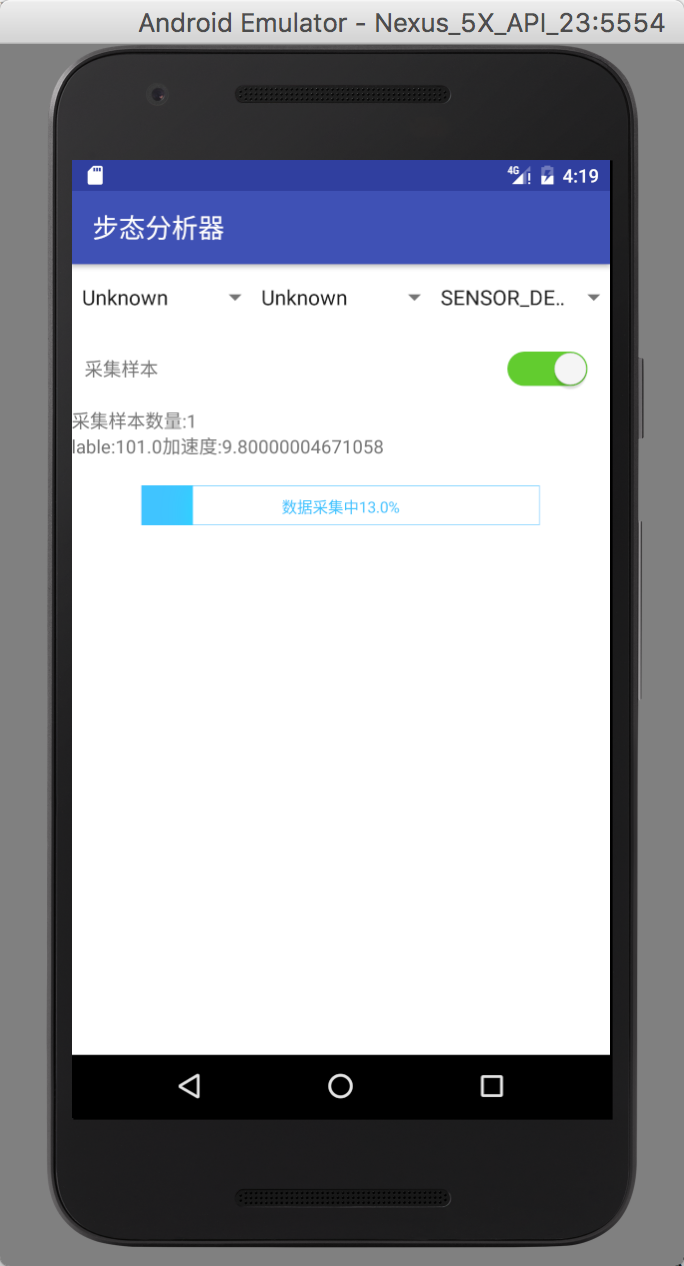 Android Emulator - Nexus_5X_API_23:5554
4G 4:19
步态分析器
Unknown Unknown SENSOR_DE..
采集样本
采集样本数量:1
lable:101.0加速度:9.80000004671058
数据采集中13.0%